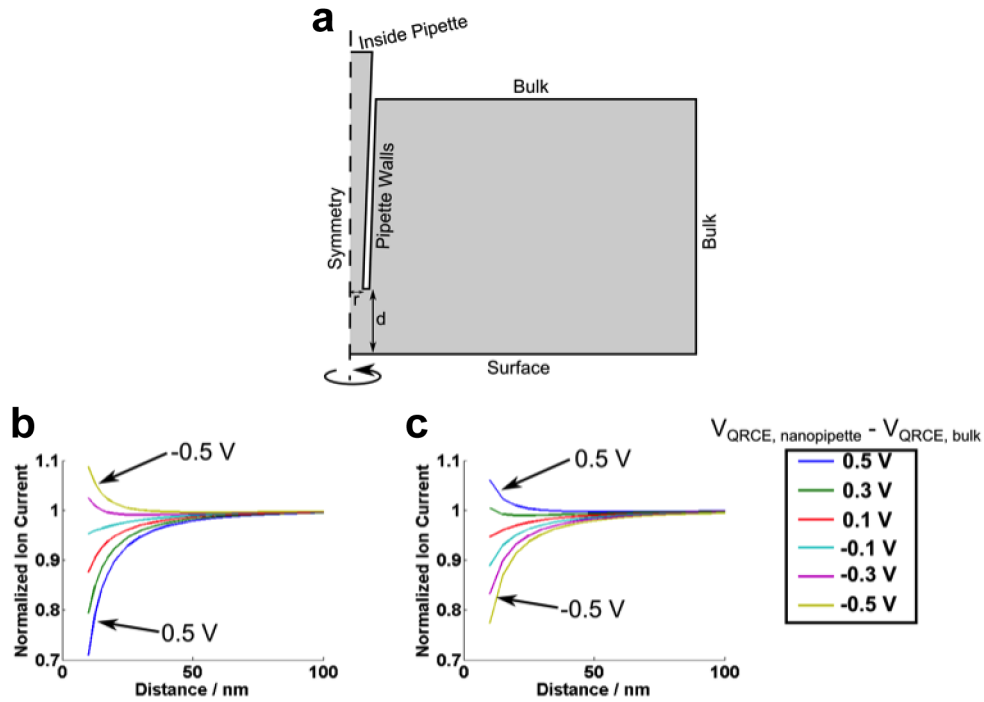 a
Inside Pipette
Bulk
Symmetry
Pipette Walls
Bulk
r
d
Surface
b
-0.5 V
1.1
1
0.9
0.8
0.7
Normalized Ion Current
0.5 V
0
50
100
Distance / nm
c
0.5 V
1.1
1
0.9
0.8
0.7
Normalized Ion Current
-0.5 V
0
50
100
Distance / nm
VQRCE, nanopipette - VQRCE, bulk
0.5 V
0.3 V
0.1 V
-0.1 V
-0.3 V
-0.5 V